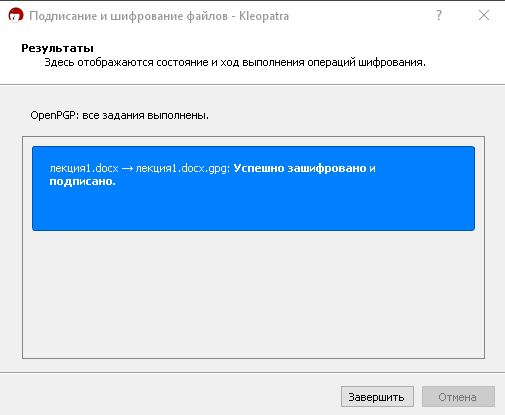 Подписание и шифрование файлов - Kleopatra
Результаты
Здесь отображаются состояние и ход выполнения операций шифрования.
OpenPGP: все задания выполнены.
лекция1.docx → лекция1.docx.gpg: Успешно зашифровано и
подписано.
Завершить Отмена